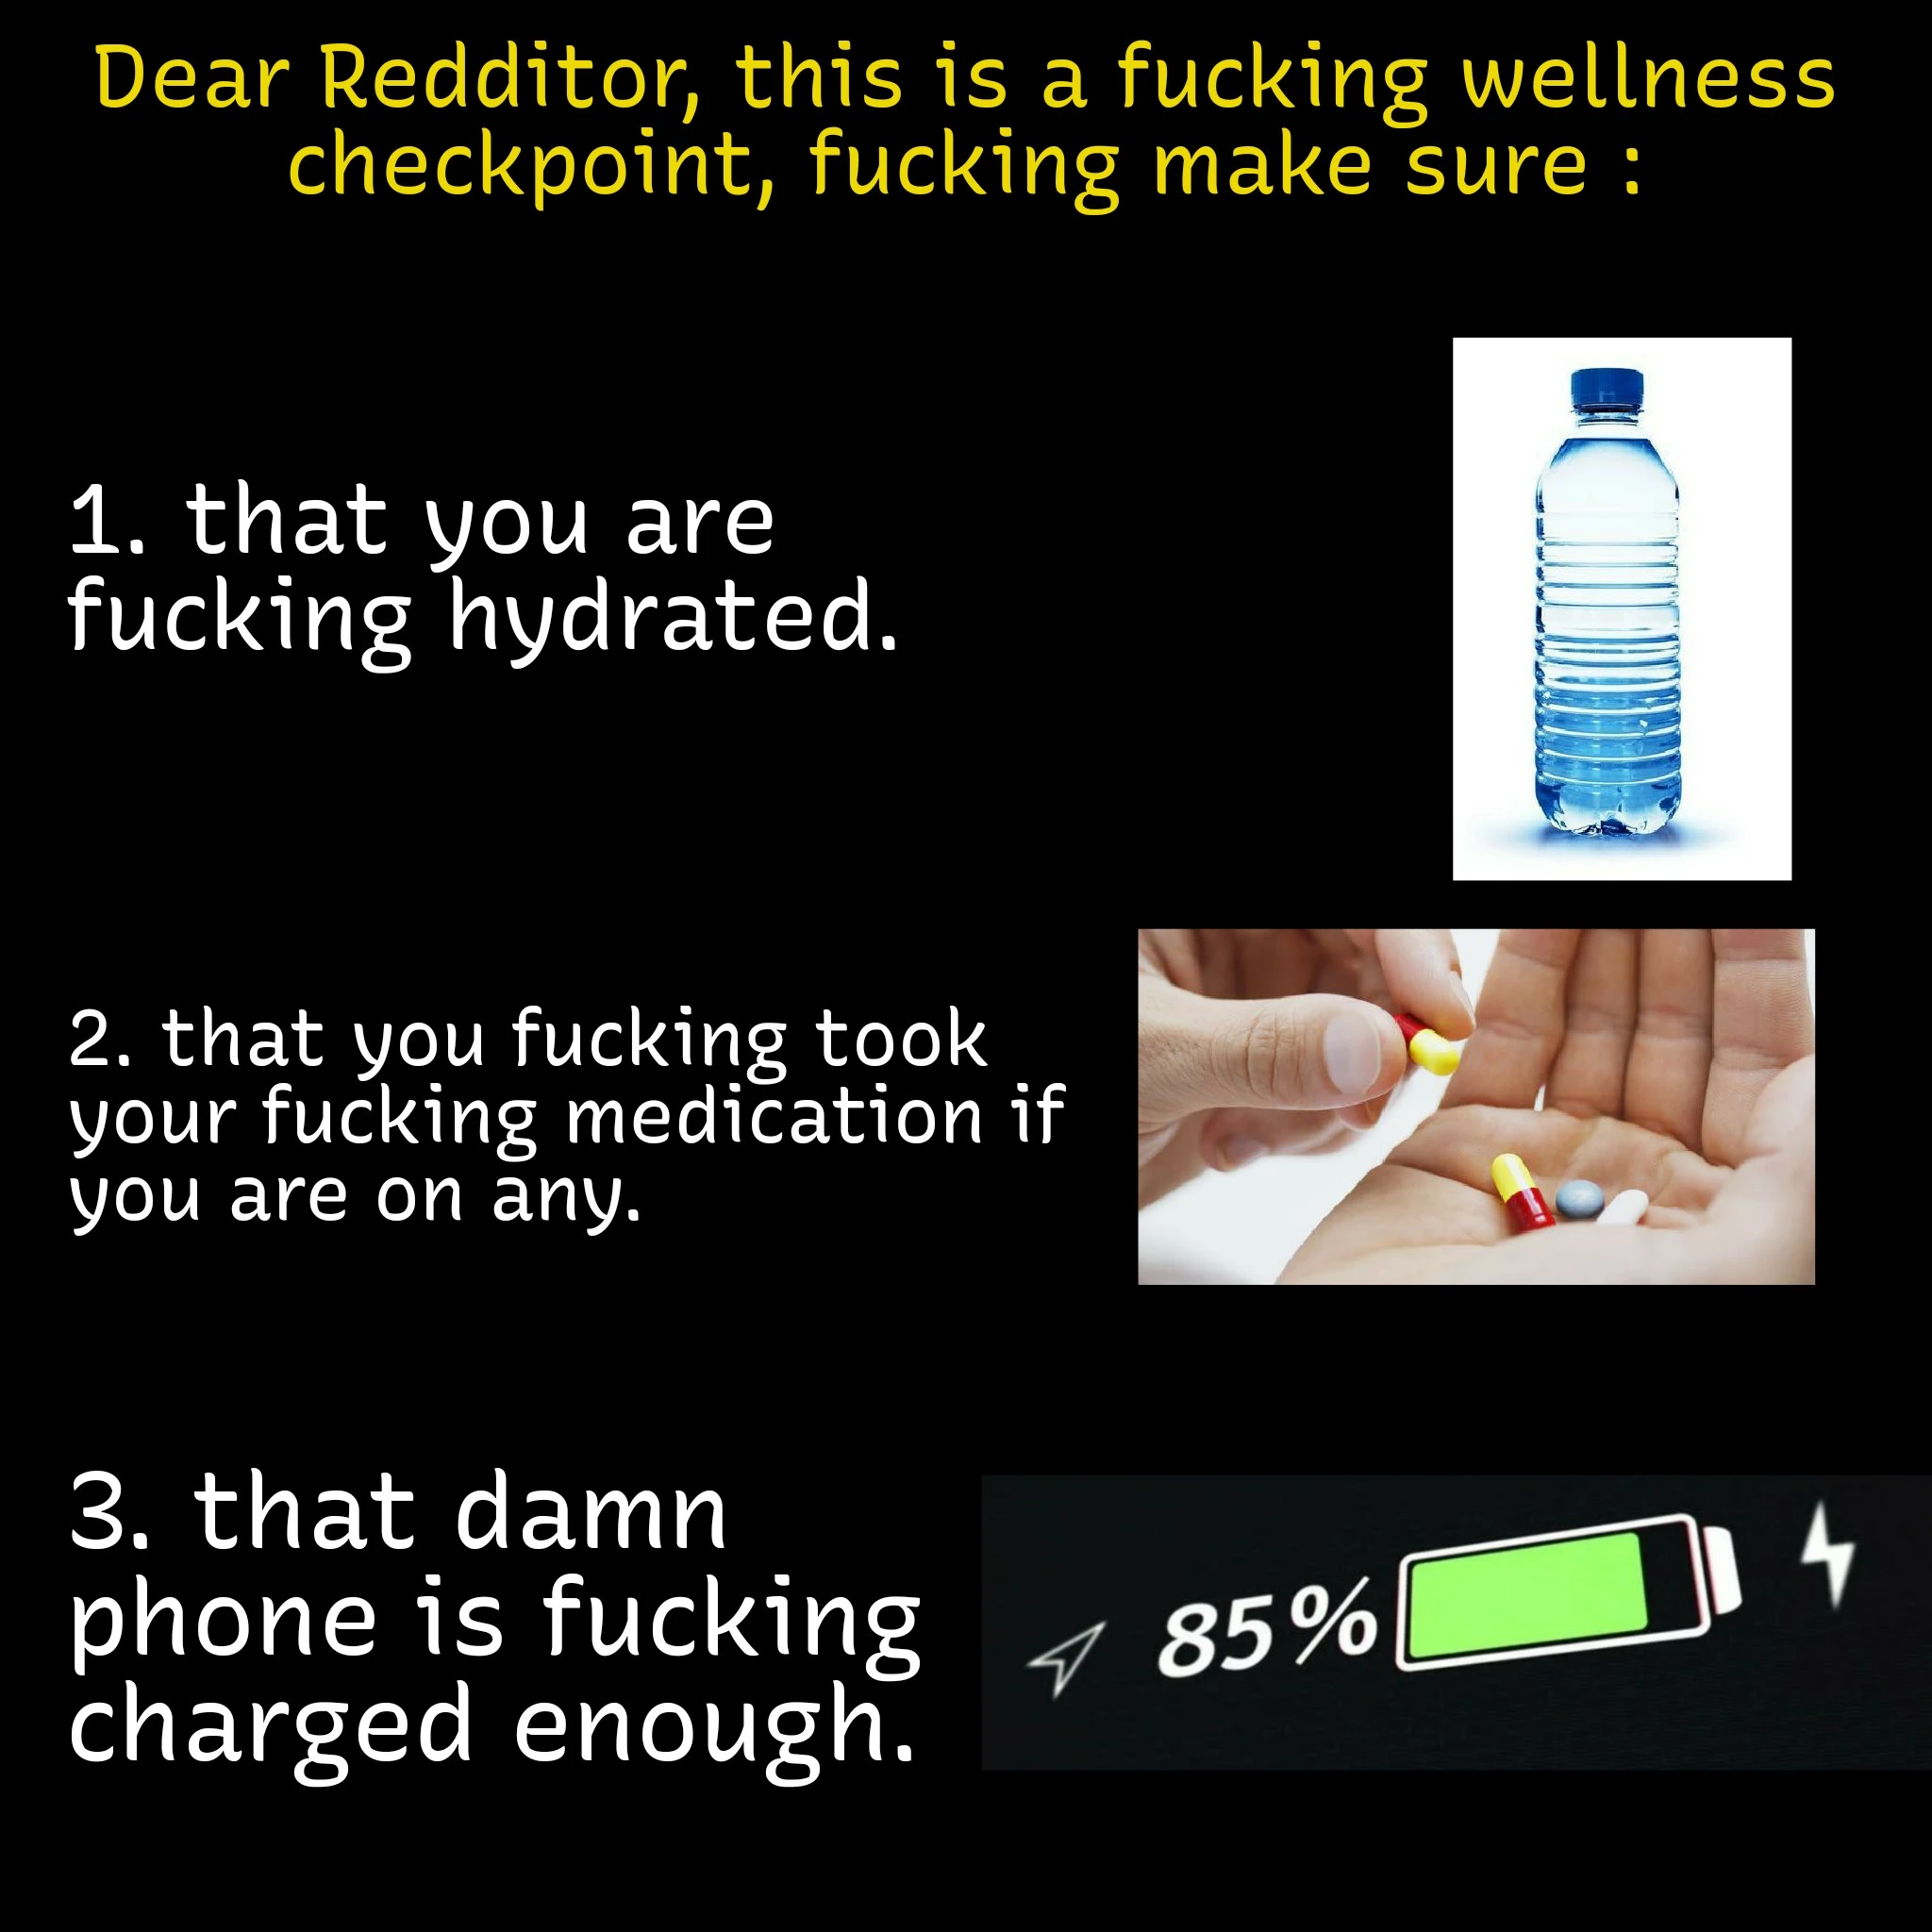 Dear Redditor, this is a fucking wellness
checkpoint, fucking make sure :
1. that you are
fucking hydrated.
2. that you fucking took
your fucking medication if
you are on any.
3. that damn
phone is fucking
charged enough.
85%